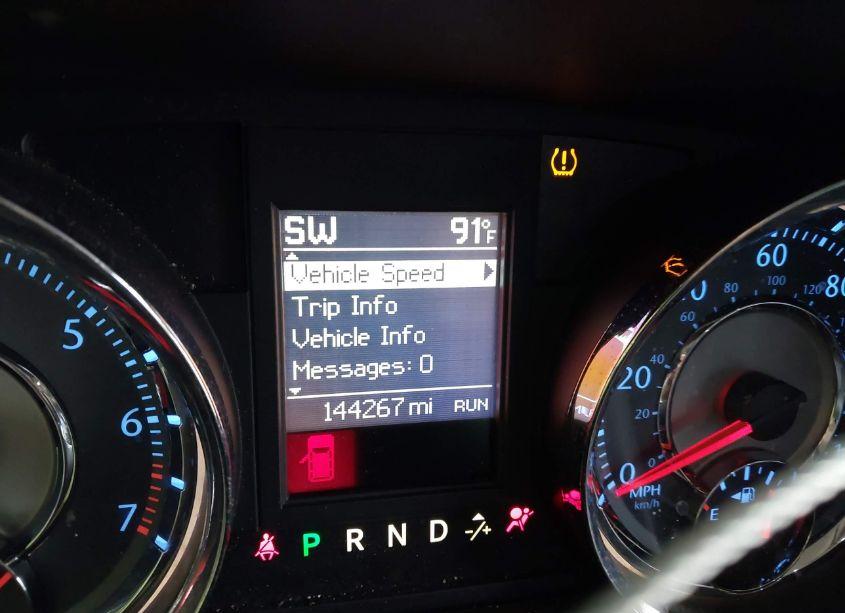 SW 91°F
Vehicle Speed
Trip Info
Vehicle Info
Messages: 0
144267 mi RUN
P R N D -/+
5
6
7
0
20
60
80
0
20
40
60
80
100
120
MPH
km/h
E